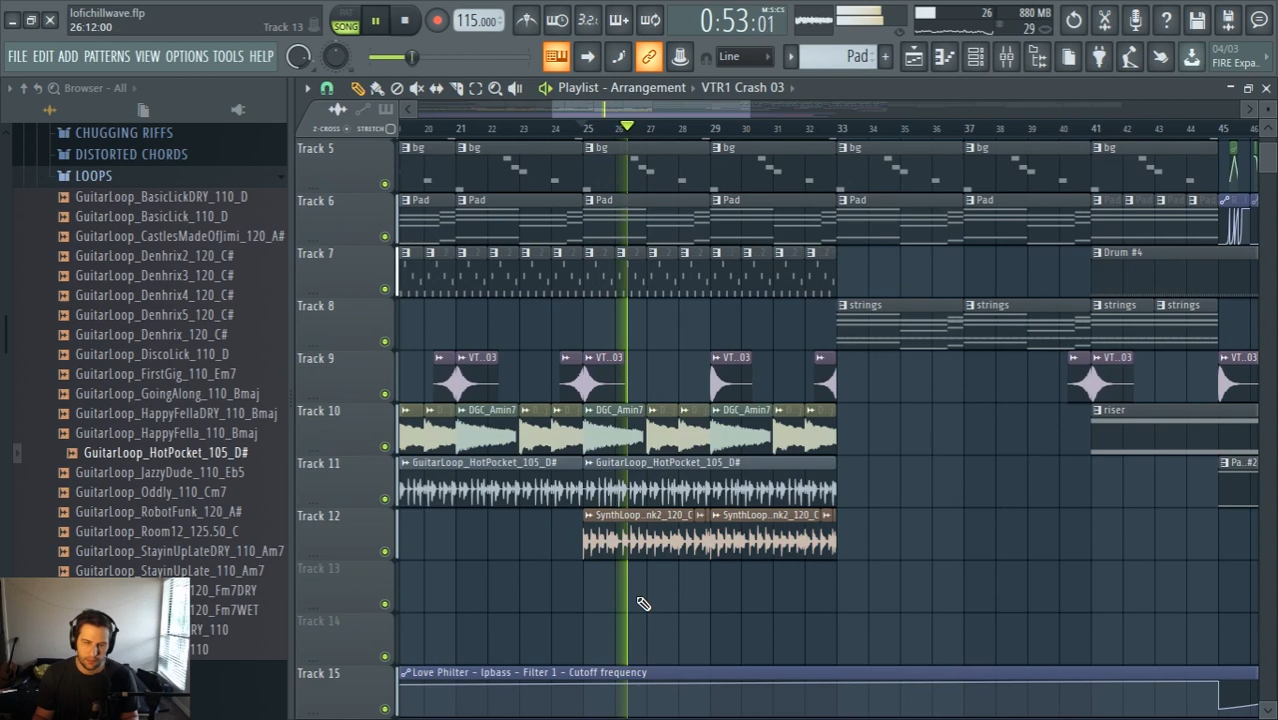 lofichillwave.flp
26:12:00
Track 13
PAT
SONG
115.000
3.2.
0:53:01
M:S:CS
26
880 MB
29
FILE EDIT ADD PATTERNS VIEW OPTIONS TOOLS HELP
Line
Pad
04/03
FIRE Expa..
Browser - All
Playlist - Arrangement
VTR1 Crash 03
Z-CROSS
STRETCH
20 21 22 23 24 25 26 27 28 29 30 31 32 33 34 35 36 37 38 39 40 41 42 43 44 45 46
CHUGGING RIFFS
DISTORTED CHORDS
LOOPS
GuitarLoop_BasicLickDRY_110_D
GuitarLoop_BasicLick_110_D
GuitarLoop_CastlesMadeOfJimi_120_A#
GuitarLoop_Denhrix2_120_C#
GuitarLoop_Denhrix3_120_C#
GuitarLoop_Denhrix4_120_C#
GuitarLoop_Denhrix5_120_C#
GuitarLoop_Denhrix_120_C#
GuitarLoop_DiscoLick_110_D
GuitarLoop_FirstGig_110_Em7
GuitarLoop_GoingAlong_110_Bmaj
GuitarLoop_HappyFellaDRY_110_Bmaj
GuitarLoop_HappyFella_110_Bmaj
GuitarLoop_HotPocket_105_D#
GuitarLoop_JazzyDude_110_Eb5
GuitarLoop_Oddly_110_Cm7
GuitarLoop_RobotFunk_120_A#
GuitarLoop_Room12_125.50_C
GuitarLoop_StayinUpLateDRY_110_Am7
GuitarLoop_StayinUpLate_110_Am7
120_Fm7DRY
120_Fm7WET
RY_110
110
Track 5
bg bg bg bg bg bg bg
Track 6
Pad Pad Pad Pad Pad Pad Pad
Track 7
Drum #4
Track 8
strings strings strings strings
Track 9
VT..03 VT..03 VT..03 VT..03 VT..03
Track 10
DGC_Amin7 DGC_Amin7 DGC_Amin7
riser
Track 11
GuitarLoop_HotPocket_105_D# GuitarLoop_HotPocket_105_D#
Pa..#2
Track 12
SynthLoop..nk2_120_C SynthLoop..nk2_120_C
Track 13
Track 14
Track 15
Love Philter - lpbass - Filter 1 - Cutoff frequency